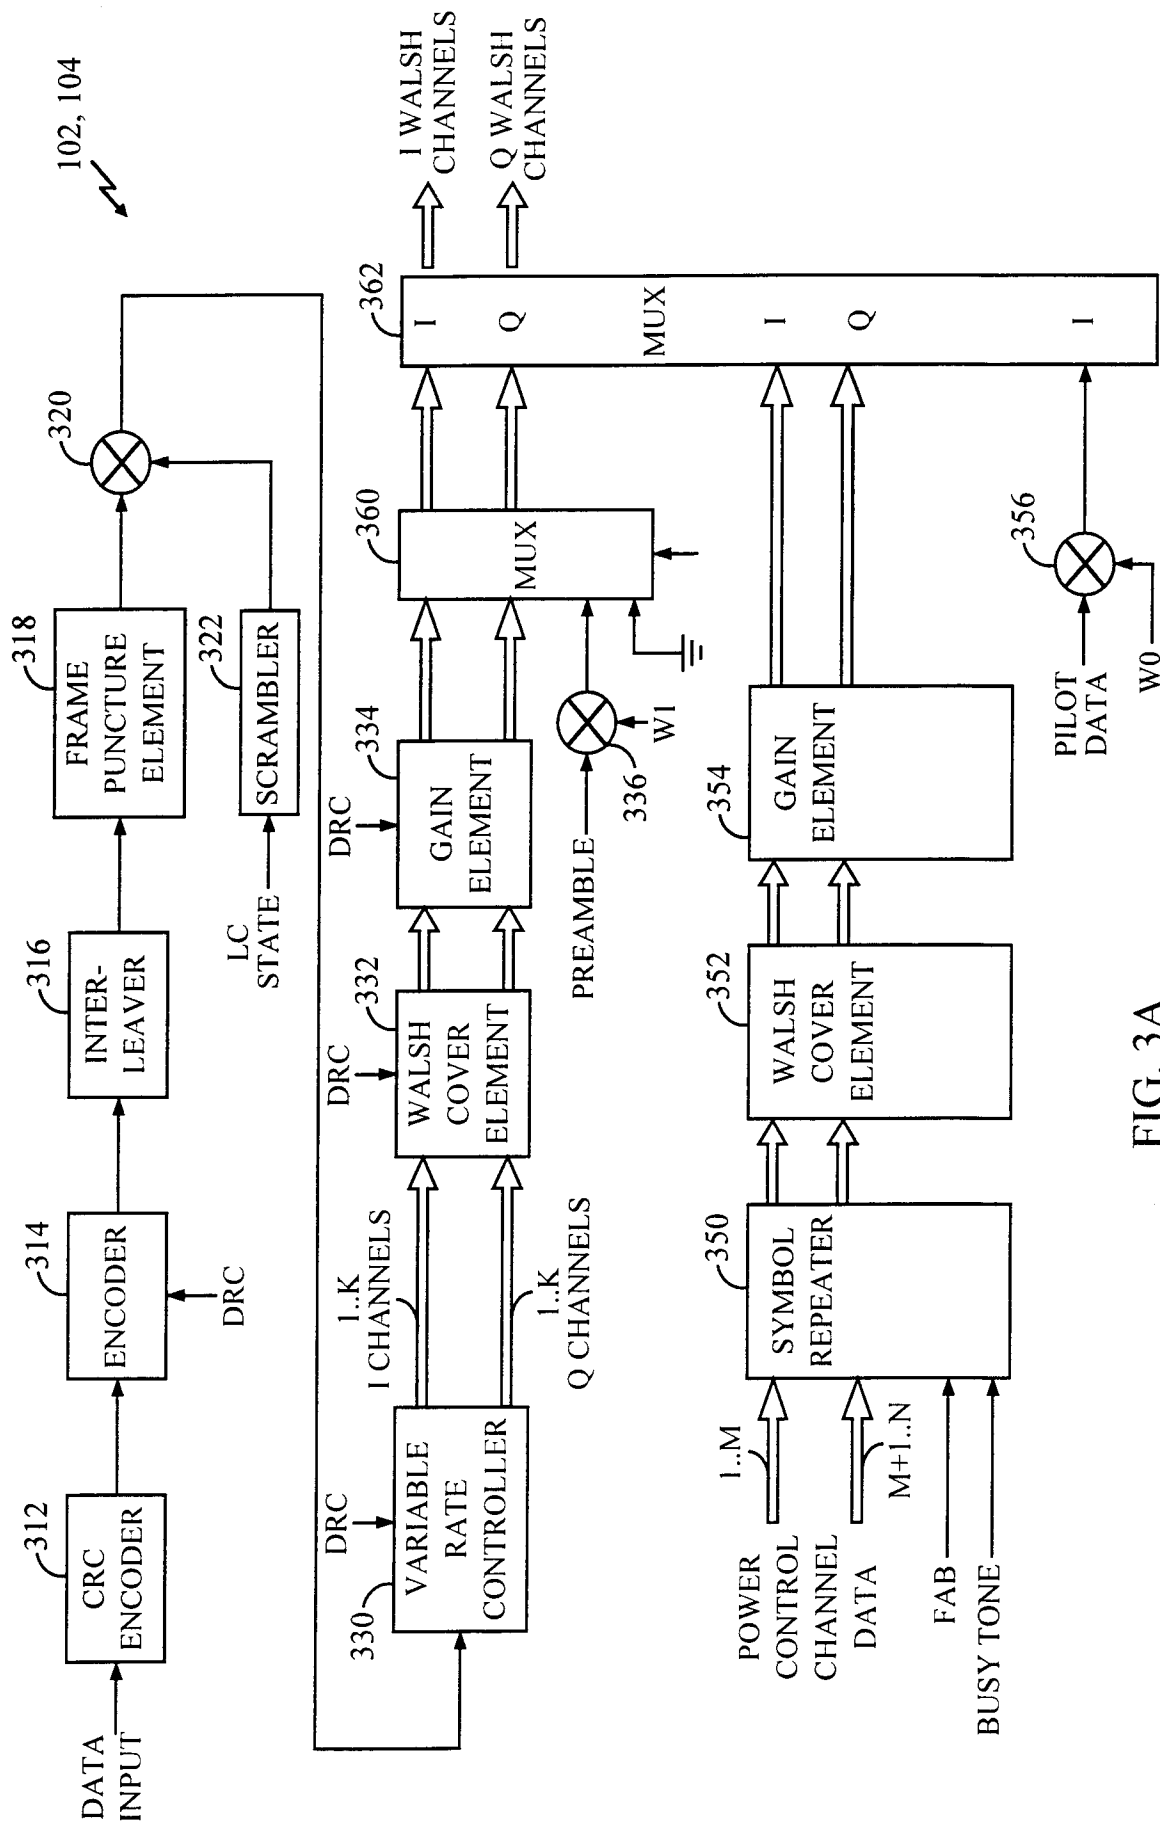 102, 104
DATA
INPUT
312
CRC
ENCODER
314
ENCODER
DRC
316
INTER-
LEAVER
318
FRAME
PUNCTURE
ELEMENT
320
322
SCRAMBLER
LC
STATE
DRC
330
VARIABLE
RATE
CONTROLLER
1..K
I CHANNELS
1..K
Q CHANNELS
DRC
332
WALSH
COVER
ELEMENT
DRC
334
GAIN
ELEMENT
PREAMBLE
336
W1
360
MUX
362
I
Q
MUX
I
Q
I
I WALSH
CHANNELS
Q WALSH
CHANNELS
POWER
CONTROL
CHANNEL
DATA
1..M
M+1..N
FAB
BUSY TONE
350
SYMBOL
REPEATER
352
WALSH
COVER
ELEMENT
354
GAIN
ELEMENT
PILOT
DATA
356
W0
FIG. 3A